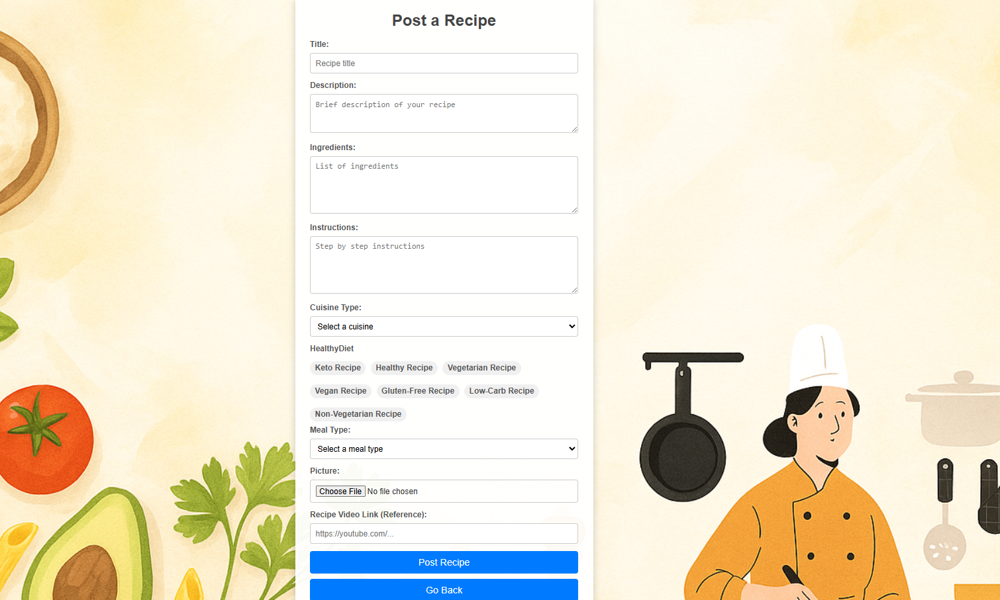 Post a Recipe
Title:
Recipe title
Description:
Brief description of your recipe
Ingredients:
List of ingredients
Instructions:
Step by step instructions
Cuisine Type:
Select a cuisine
HealthyDiet
Keto Recipe Healthy Recipe Vegetarian Recipe
Vegan Recipe Gluten-Free Recipe Low-Carb Recipe
Non-Vegetarian Recipe
Meal Type:
Select a meal type
Picture:
Choose File No file chosen
Recipe Video Link (Reference):
https://youtube.com/...
Post Recipe
Go Back